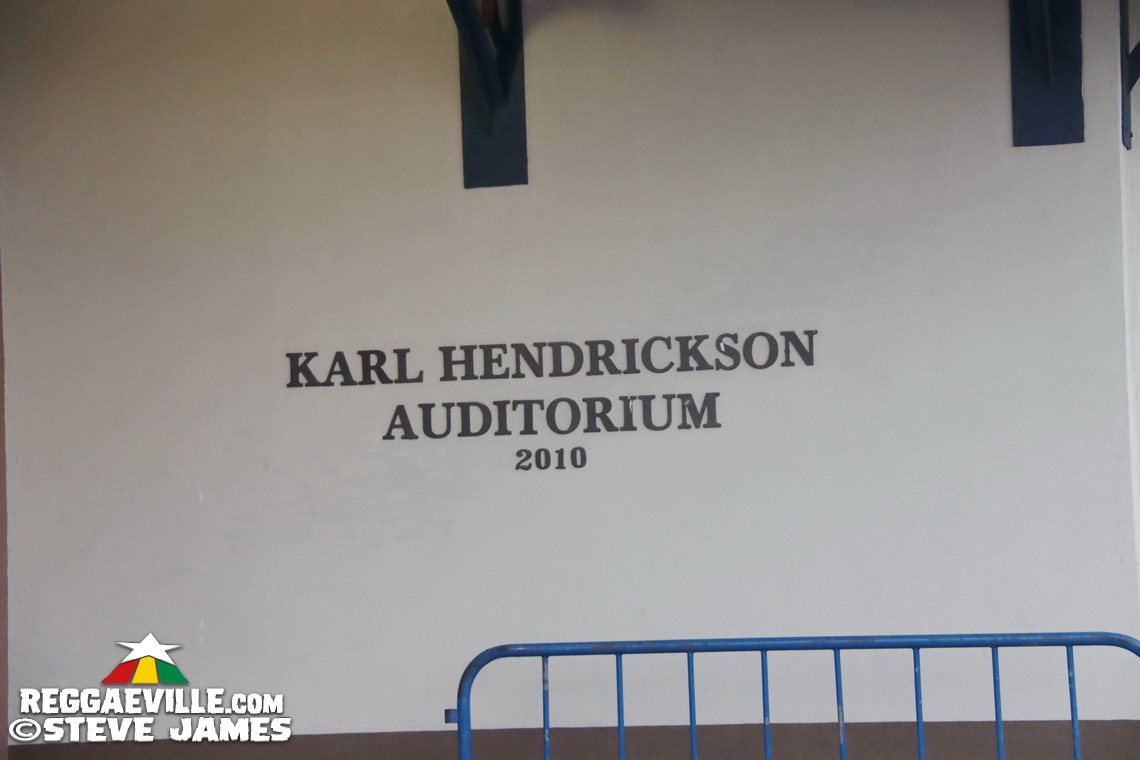 KARL HENDRICKSON
AUDITORIUM
2010
REGGAEVILLE.COM
©STEVE JAMES